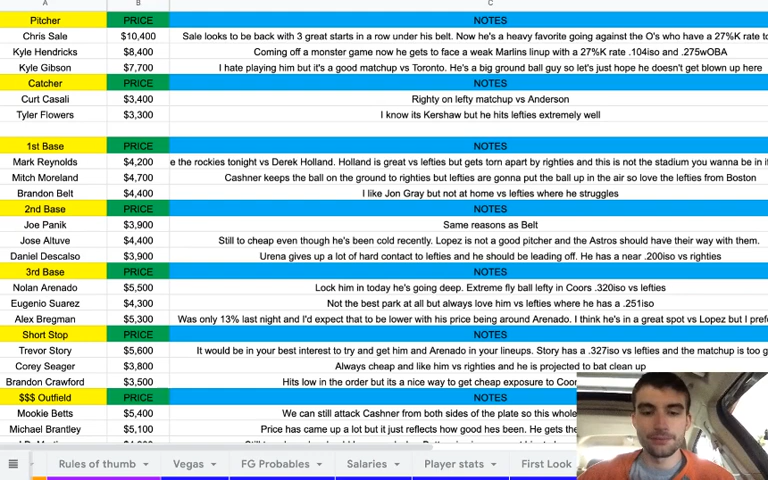 A B C
Pitcher PRICE NOTES
Chris Sale $10,400 Sale looks to be back with 3 great starts in a row under his belt. Now he's a heavy favorite going against the O's who have a 27%K rate to
Kyle Hendricks $8,400 Coming off a monster game now he gets to face a weak Marlins lineup with a 27%K rate .104iso and .275wOBA
Kyle Gibson $7,700 I hate playing him but it's a good matchup vs Toronto. He's a big ground ball guy so let's just hope he doesn't get blown up here
Catcher PRICE NOTES
Curt Casali $3,400 Righty on lefty matchup vs Anderson
Tyler Flowers $3,300 I know its Kershaw but he hits lefties extremely well
1st Base PRICE NOTES
Mark Reynolds $4,200 e the rockies tonight vs Derek Holland. Holland is great vs lefties but gets torn apart by righties and this is not the stadium you wanna be in if
Mitch Moreland $4,700 Cashner keeps the ball on the ground to righties but lefties are gonna put the ball up in the air so love the lefties from Boston
Brandon Belt $4,400 I like Jon Gray but not at home vs lefties where he struggles
2nd Base PRICE NOTES
Joe Panik $3,900 Same reasons as Belt
Jose Altuve $4,400 Still to cheap even though he's been cold recently. Lopez is not a good pitcher and the Astros should have their way with them.
Daniel Descalso $3,900 Urena gives up a lot of hard contact to lefties and he should be leading off. He has a near .200iso vs righties
3rd Base PRICE NOTES
Nolan Arenado $5,500 Lock him in today he's going deep. Extreme fly ball lefty in Coors .320iso vs lefties
Eugenio Suarez $4,300 Not the best park at all but always love him vs lefties where he has a .251iso
Alex Bregman $5,300 Was only 13% last night and I'd expect that to be lower with his price being around Arenado. I think he's in a great spot vs Lopez but I pref
Short Stop PRICE NOTES
Trevor Story $5,600 It would be in your best interest to try and get him and Arenado in your lineups. Story has a .327iso vs lefties and the matchup is too g
Corey Seager $3,800 Always cheap and like him vs righties and he is projected to bat clean up
Brandon Crawford $3,500 Hits low in the order but its a nice way to get cheap exposure to Coor
$$$ Outfield PRICE NOTES
Mookie Betts $5,400 We can still attack Cashner from both sides of the plate so this whole
Michael Brantley $5,100 Price has came up a lot but it just reflects how good hes been. He gets the
Rules of thumb Vegas FG Probables Salaries Player stats First Look